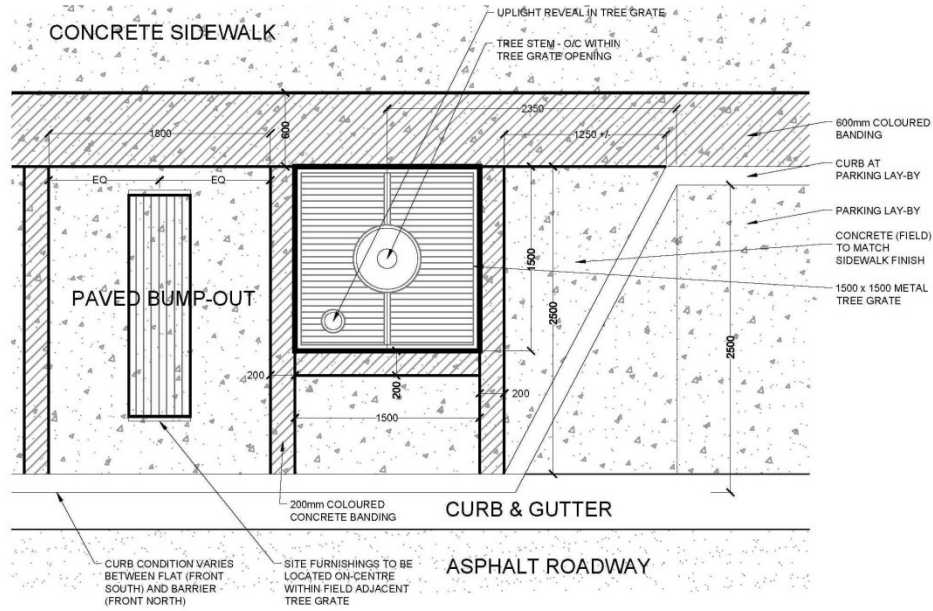 UPLIGHT REVEAL IN TREE GRATE
CONCRETE SIDEWALK
TREE STEM - O/C WITHIN
TREE GRATE OPENING
2350
1800
600
1250 +/-
600mm COLOURED
BANDING
CURB AT
PARKING LAY-BY
EQ
EQ
PARKING LAY-BY
CONCRETE (FIELD)
TO MATCH
SIDEWALK FINISH
1500
2500
1500 x 1500 METAL
TREE GRATE
PAVED BUMP-OUT
2500
200
200
200
1500
200mm COLOURED
CONCRETE BANDING
CURB & GUTTER
CURB CONDITION VARIES
BETWEEN FLAT (FRONT
SOUTH) AND BARRIER
(FRONT NORTH)
SITE FURNISHINGS TO BE
LOCATED ON-CENTRE
WITHIN FIELD ADJACENT
TREE GRATE
ASPHALT ROADWAY